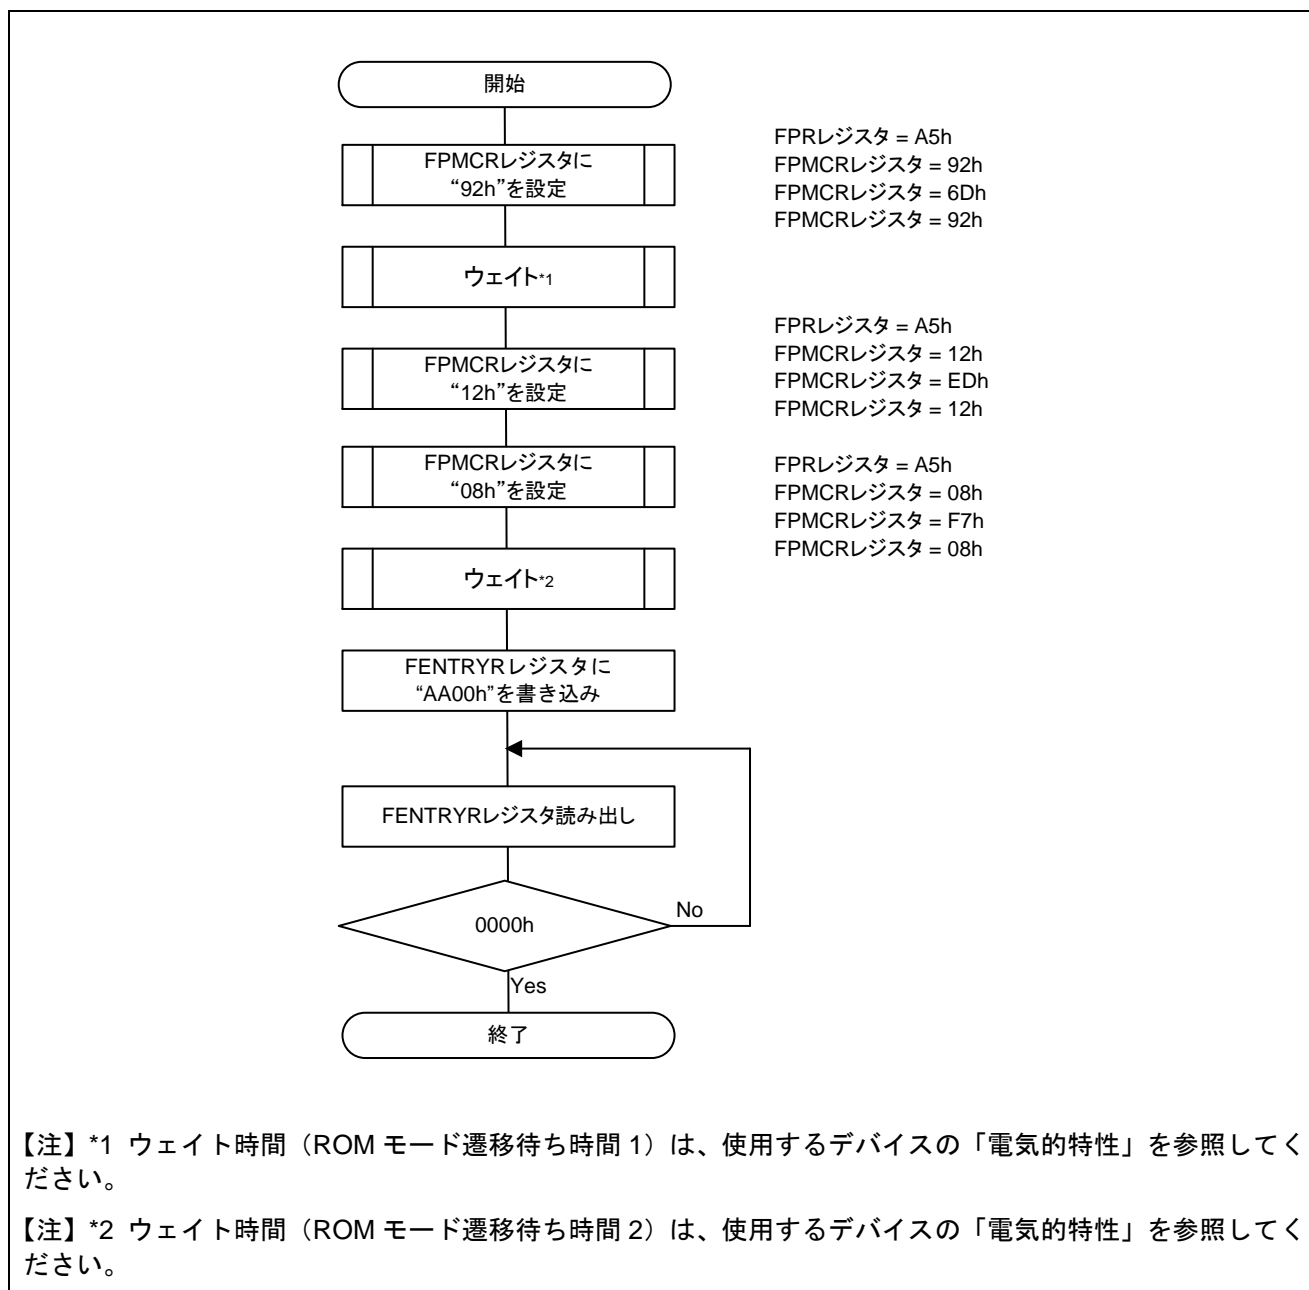 開始
FPMCRレジスタに
“92h”を設定
FPRレジスタ = A5h
FPMCRレジスタ = 92h
FPMCRレジスタ = 6Dh
FPMCRレジスタ = 92h
ウェイト*1
FPMCRレジスタに
“12h”を設定
FPRレジスタ = A5h
FPMCRレジスタ = 12h
FPMCRレジスタ = EDh
FPMCRレジスタ = 12h
FPMCRレジスタに
“08h”を設定
FPRレジスタ = A5h
FPMCRレジスタ = 08h
FPMCRレジスタ = F7h
FPMCRレジスタ = 08h
ウェイト*2
FENTRYRレジスタに
“AA00h”を書き込み
FENTRYRレジスタ読み出し
0000h
No
Yes
終了
【注】*1 ウェイト時間（ROM モード遷移待ち時間 1）は、使用するデバイスの「電気的特性」を参照してく
ださい。
【注】*2 ウェイト時間（ROM モード遷移待ち時間 2）は、使用するデバイスの「電気的特性」を参照してく
ださい。